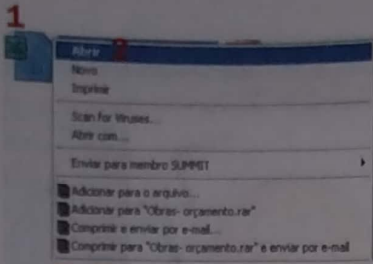 1
Abrir
2
Novo
Imprimir
Scan for Viruses...
Abrir com...
Enviar para membro SUMMIT
Adicionar para o arquivo...
Adicionar para "Obras- orçamento.rar"
Comprimir e enviar por e-mail...
Comprimir para "Obras- orçamento.rar" e enviar por e-mail